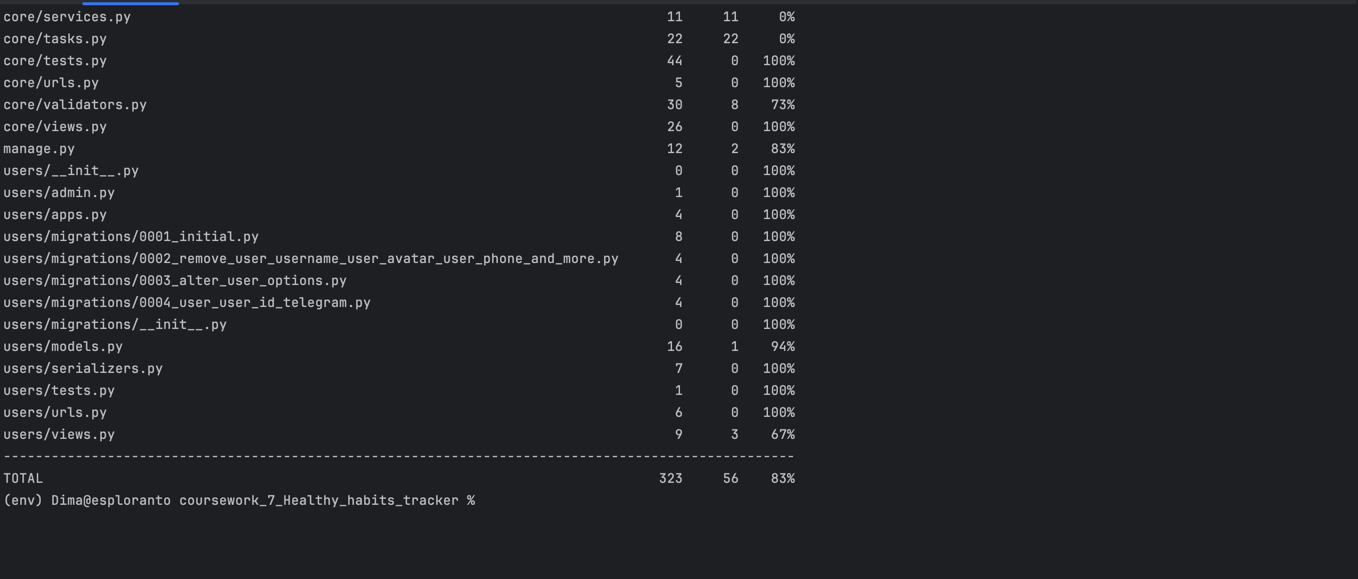 core/services.py 11 11 0%
core/tasks.py 22 22 0%
core/tests.py 44 0 100%
core/urls.py 5 0 100%
core/validators.py 30 8 73%
core/views.py 26 0 100%
manage.py 12 2 83%
users/__init__.py 0 0 100%
users/admin.py 1 0 100%
users/apps.py 4 0 100%
users/migrations/0001_initial.py 8 0 100%
users/migrations/0002_remove_user_username_user_avatar_user_phone_and_more.py 4 0 100%
users/migrations/0003_alter_user_options.py 4 0 100%
users/migrations/0004_user_user_id_telegram.py 4 0 100%
users/migrations/__init__.py 0 0 100%
users/models.py 16 1 94%
users/serializers.py 7 0 100%
users/tests.py 1 0 100%
users/urls.py 6 0 100%
users/views.py 9 3 67%
---------------------------------------------------------------------------------------------------
TOTAL 323 56 83%
(env) Dima@esploranto coursework_7_Healthy_habits_tracker %